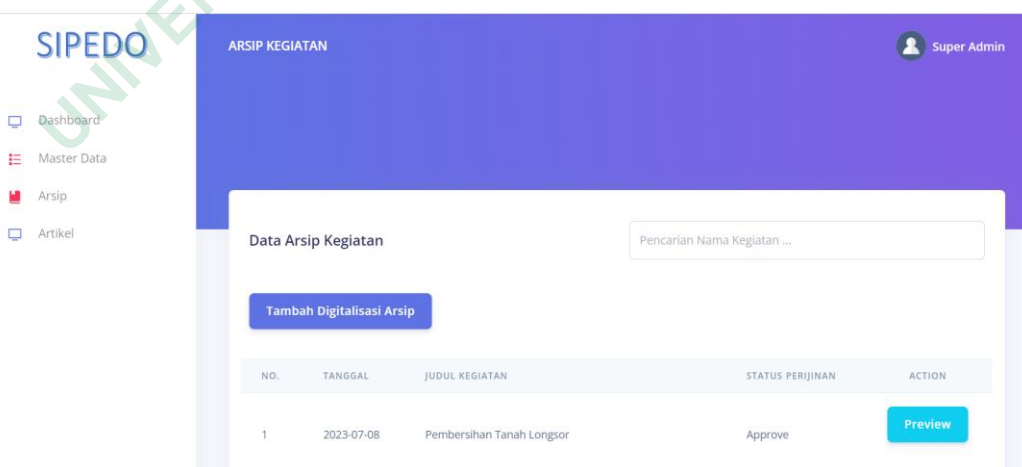 SIPEDO
ARSIP KEGIATAN
Super Admin
Dashboard
Master Data
Arsip
Artikel
Data Arsip Kegiatan
Pencarian Nama Kegiatan ...
Tambah Digitalisasi Arsip
NO. TANGGAL JUDUL KEGIATAN STATUS PERIJINAN ACTION
1 2023-07-08 Pembersihan Tanah Longsor Approve Preview